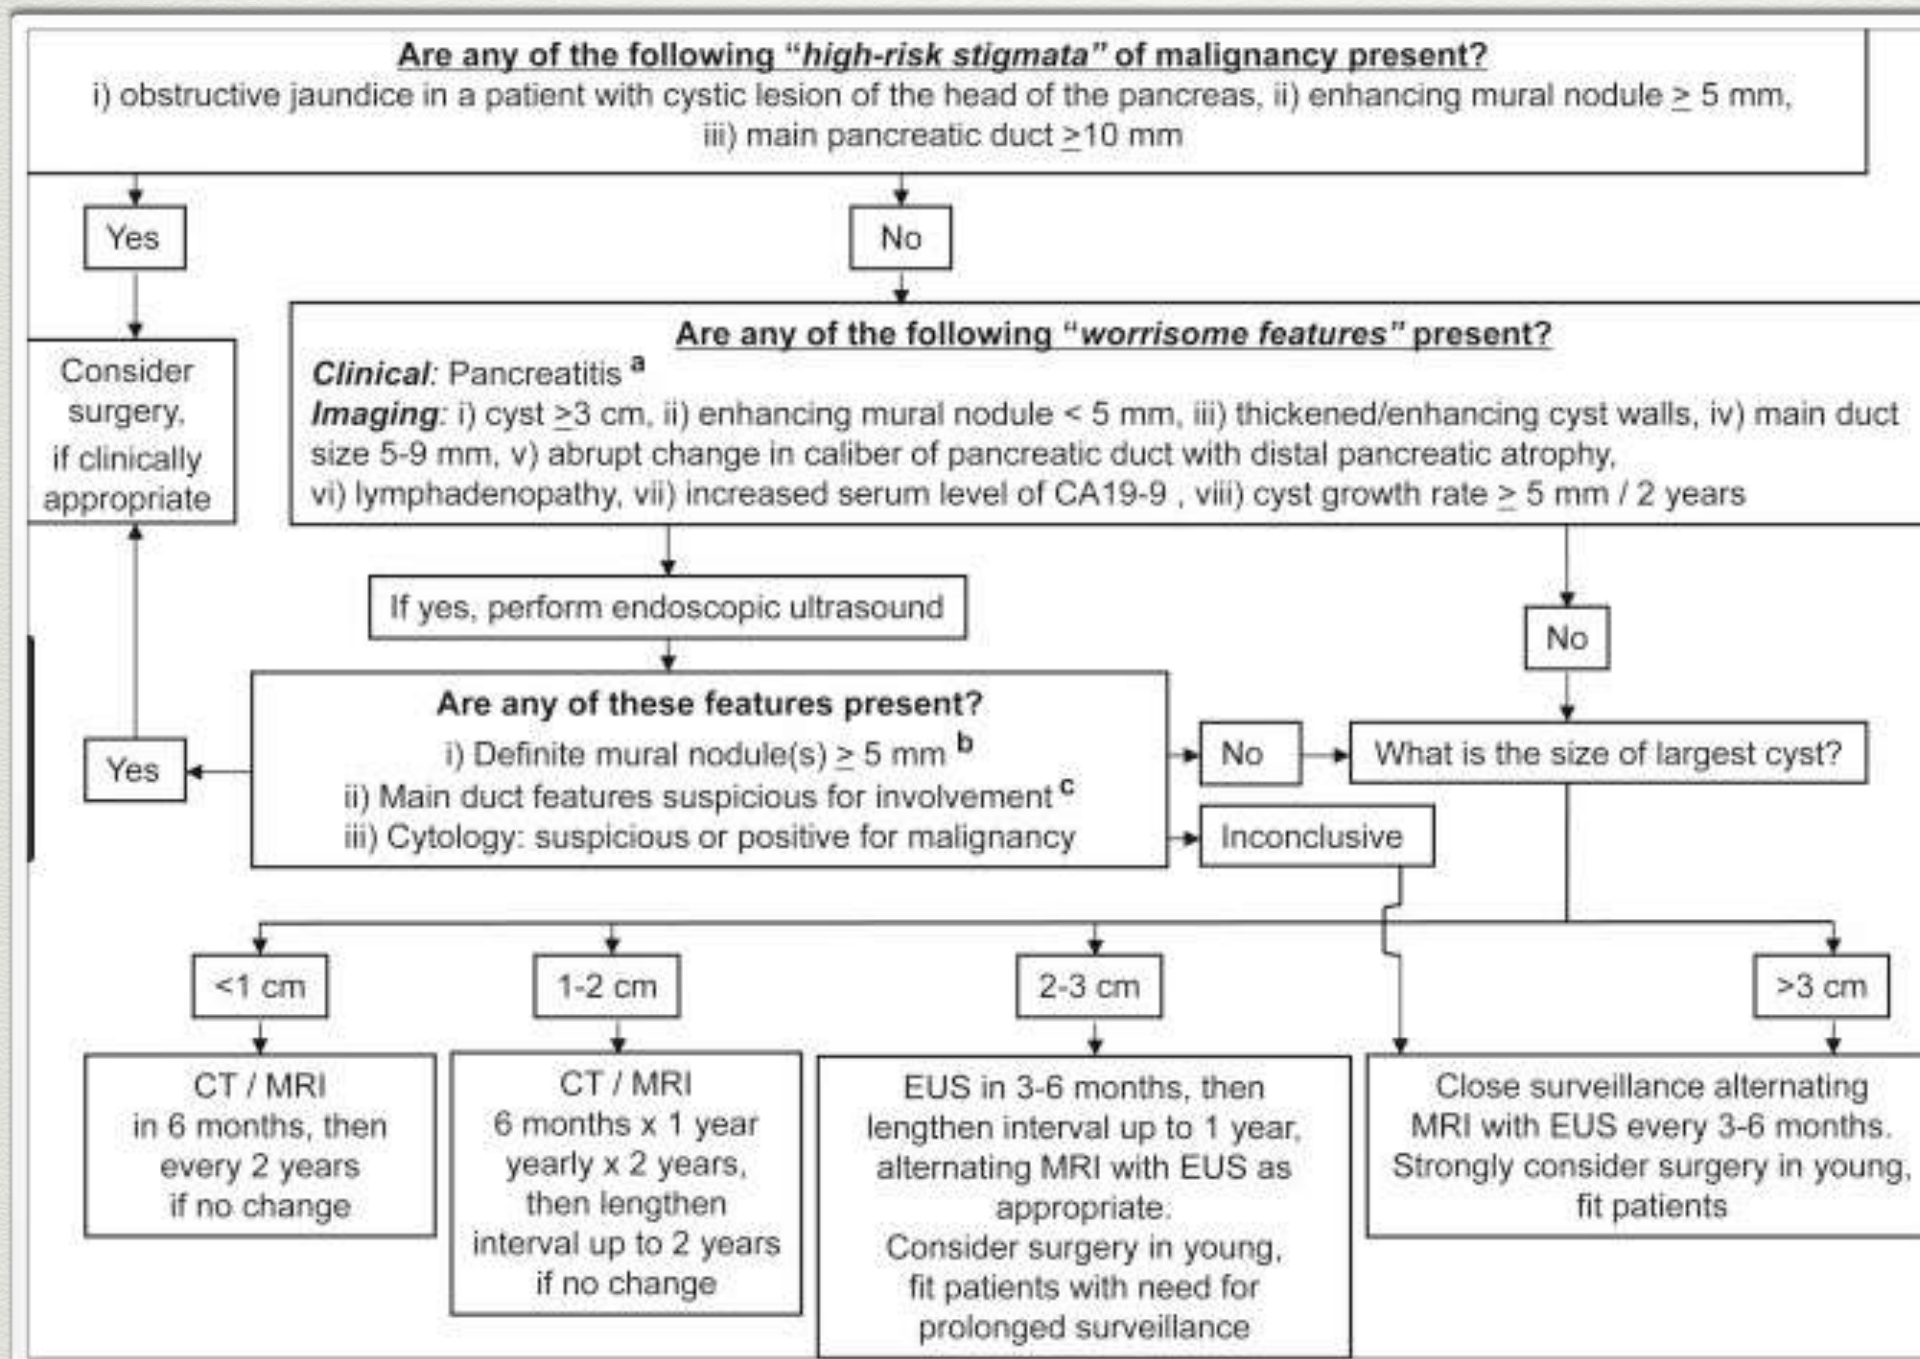 Are any of the following “high-risk stigmata” of malignancy present?
i) obstructive jaundice in a patient with cystic lesion of the head of the pancreas, ii) enhancing mural nodule ≥ 5 mm,
iii) main pancreatic duct ≥10 mm
Yes
No
Consider
surgery,
if clinically
appropriate
Are any of the following “worrisome features” present?
Clinical: Pancreatitis a
Imaging: i) cyst ≥3 cm, ii) enhancing mural nodule < 5 mm, iii) thickened/enhancing cyst walls, iv) main duct
size 5-9 mm, v) abrupt change in caliber of pancreatic duct with distal pancreatic atrophy,
vi) lymphadenopathy, vii) increased serum level of CA19-9 , viii) cyst growth rate ≥ 5 mm / 2 years
If yes, perform endoscopic ultrasound
No
Are any of these features present?
i) Definite mural nodule(s) ≥ 5 mm b
ii) Main duct features suspicious for involvement c
iii) Cytology: suspicious or positive for malignancy
Yes
No
What is the size of largest cyst?
Inconclusive
<1 cm
1-2 cm
2-3 cm
>3 cm
CT / MRI
in 6 months, then
every 2 years
if no change
CT / MRI
6 months x 1 year
yearly x 2 years,
then lengthen
interval up to 2 years
if no change
EUS in 3-6 months, then
lengthen interval up to 1 year,
alternating MRI with EUS as
appropriate.
Consider surgery in young,
fit patients with need for
prolonged surveillance
Close surveillance alternating
MRI with EUS every 3-6 months.
Strongly consider surgery in young,
fit patients